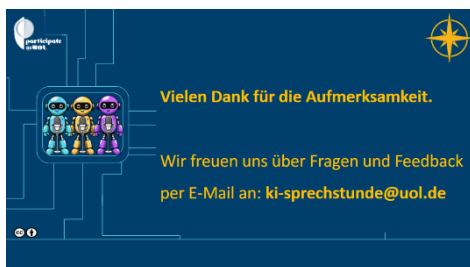 participate
@UOL
Vielen Dank für die Aufmerksamkeit.
Wir freuen uns über Fragen und Feedback
per E-Mail an: ki-sprechstunde@uol.de